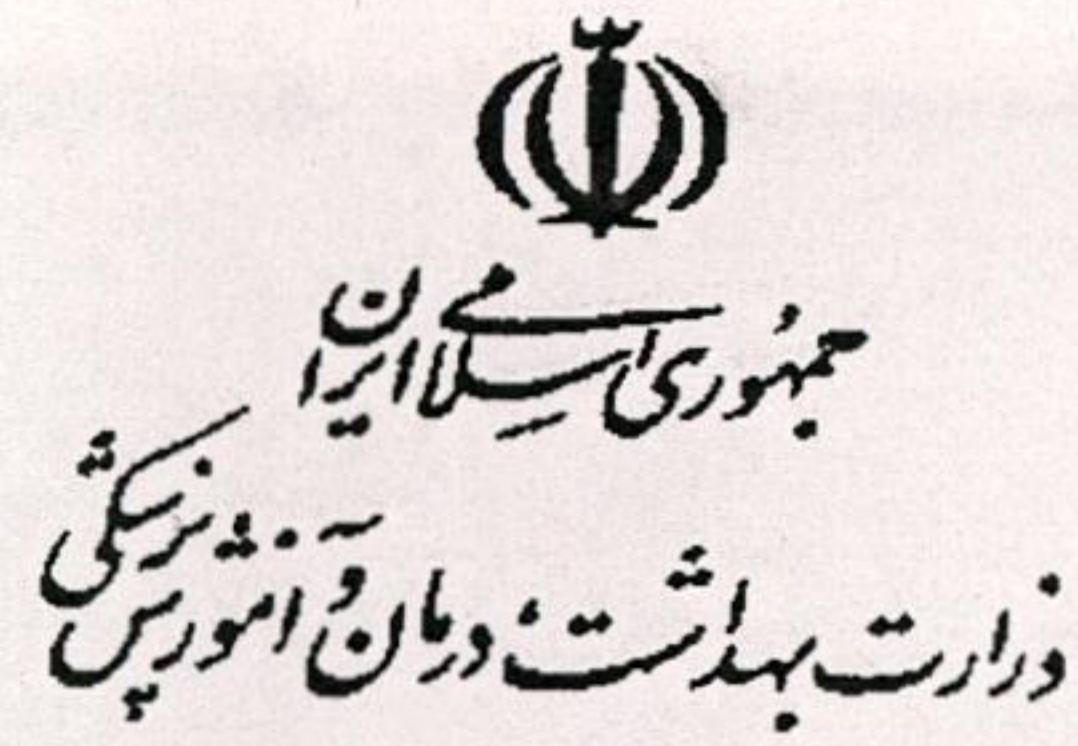 جمهوری اسلامی ایران
وزارت بهداشت، درمان و آموزش پزشکی